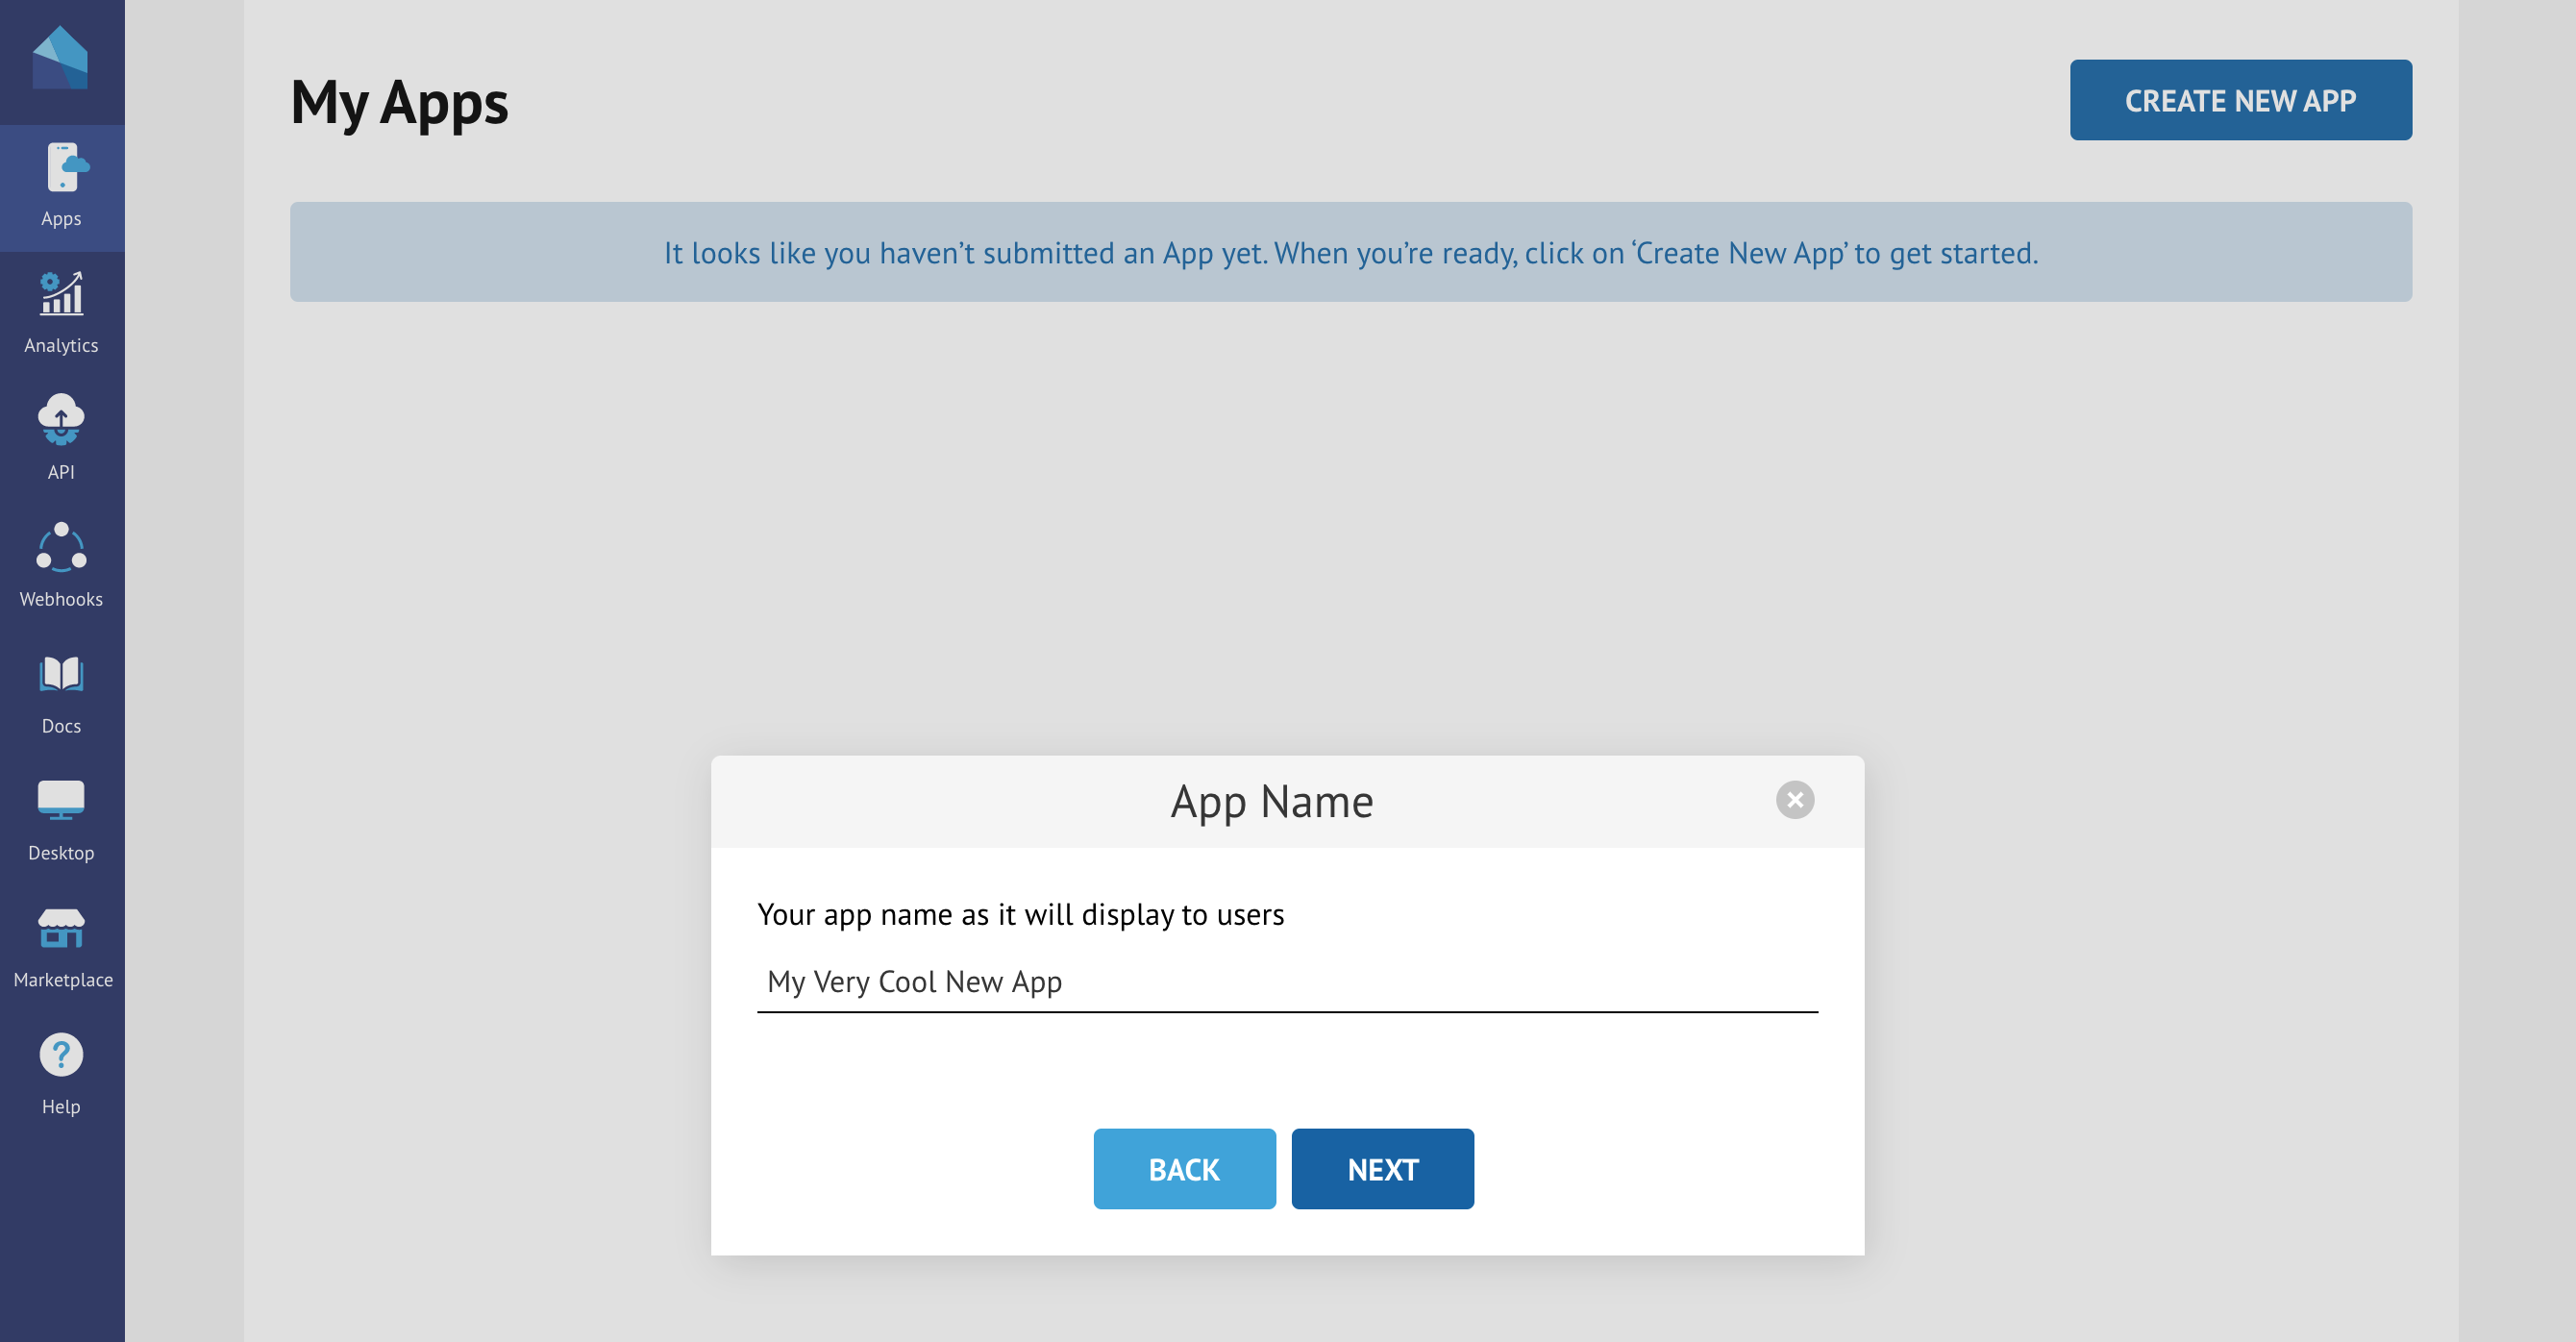 My Apps
CREATE NEW APP
It looks like you haven’t submitted an App yet. When you’re ready, click on ‘Create New App’ to get started.
Apps
Analytics
API
Webhooks
Docs
Desktop
Marketplace
Help
App Name
Your app name as it will display to users
My Very Cool New App
BACK
NEXT